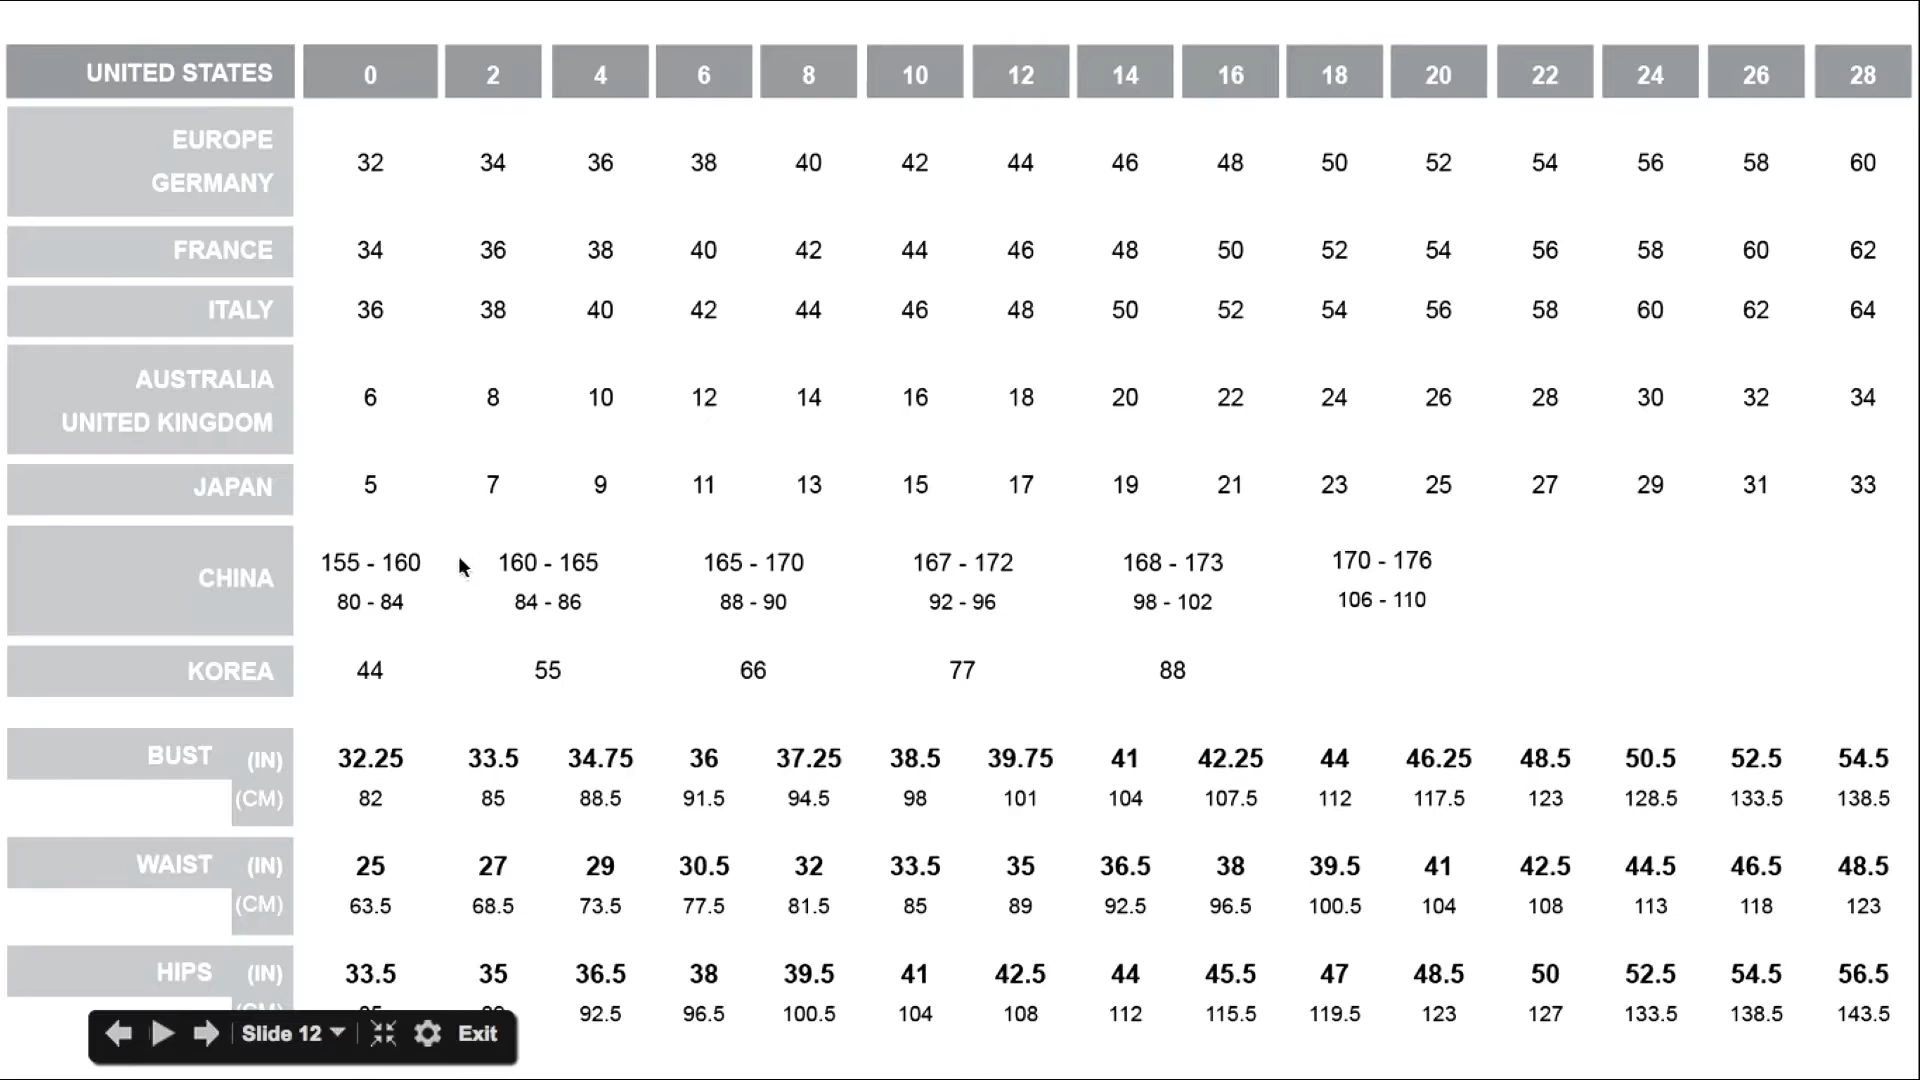 UNITED STATES 0 2 4 6 8 10 12 14 16 18 20 22 24 26 28
EUROPE
GERMANY 32 34 36 38 40 42 44 46 48 50 52 54 56 58 60
FRANCE 34 36 38 40 42 44 46 48 50 52 54 56 58 60 62
ITALY 36 38 40 42 44 46 48 50 52 54 56 58 60 62 64
AUSTRALIA
UNITED KINGDOM 6 8 10 12 14 16 18 20 22 24 26 28 30 32 34
JAPAN 5 7 9 11 13 15 17 19 21 23 25 27 29 31 33
CHINA 155 - 160 160 - 165 165 - 170 167 - 172 168 - 173 170 - 176
80 - 84 84 - 86 88 - 90 92 - 96 98 - 102 106 - 110
KOREA 44 55 66 77 88
BUST (IN) 32.25 33.5 34.75 36 37.25 38.5 39.75 41 42.25 44 46.25 48.5 50.5 52.5 54.5
(CM) 82 85 88.5 91.5 94.5 98 101 104 107.5 112 117.5 123 128.5 133.5 138.5
WAIST (IN) 25 27 29 30.5 32 33.5 35 36.5 38 39.5 41 42.5 44.5 46.5 48.5
(CM) 63.5 68.5 73.5 77.5 81.5 85 89 92.5 96.5 100.5 104 108 113 118 123
HIPS (IN) 33.5 35 36.5 38 39.5 41 42.5 44 45.5 47 48.5 50 52.5 54.5 56.5
92.5 96.5 100.5 104 108 112 115.5 119.5 123 127 133.5 138.5 143.5
Slide 12 Exit